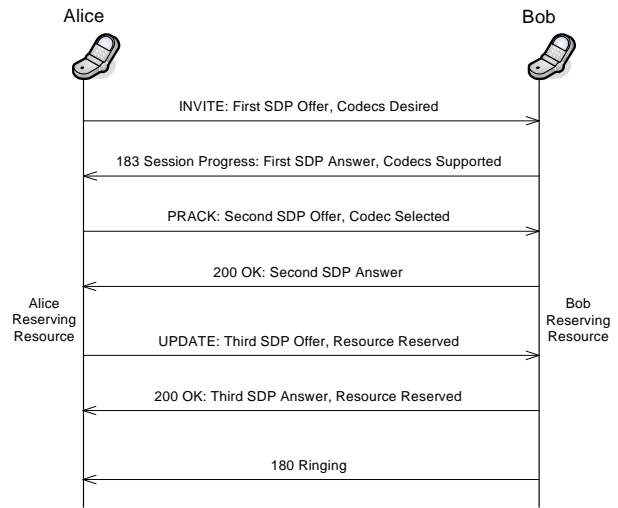 Alice
Bob
INVITE: First SDP Offer, Codecs Desired
183 Session Progress: First SDP Answer, Codecs Supported
PRACK: Second SDP Offer, Codec Selected
200 OK: Second SDP Answer
Alice
Reserving
Resource
Bob
Reserving
Resource
UPDATE: Third SDP Offer, Resource Reserved
200 OK: Third SDP Answer, Resource Reserved
180 Ringing